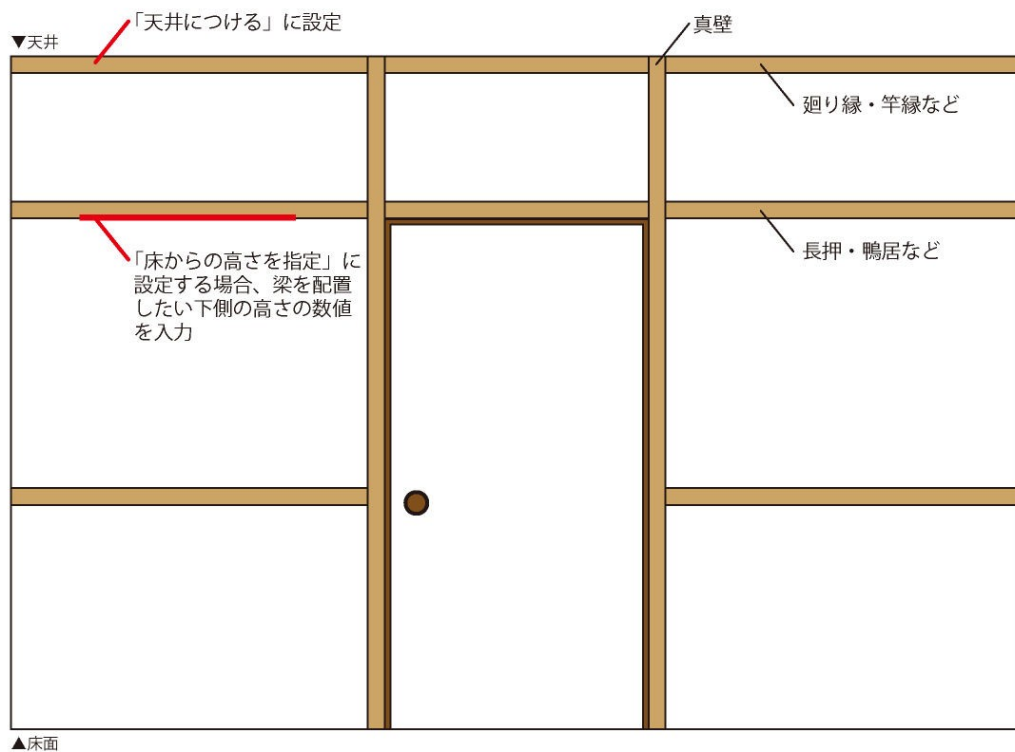 「天井につける」に設定
真壁
▼天井
廻り縁・竿縁など
長押・鴨居など
「床からの高さを指定」に
設定する場合、梁を配置
したい下側の高さの数値
を入力
▲床面